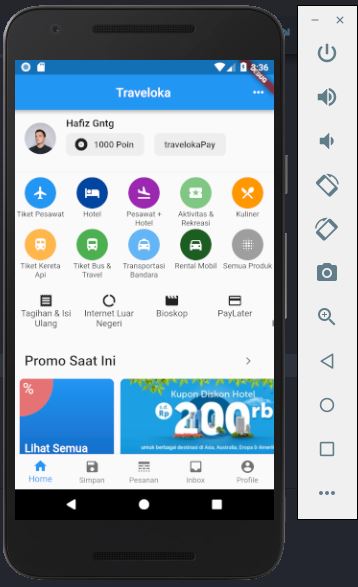 3:36
DEBUG
Traveloka
Hafiz Gntg
1000 Poin
travelokaPay
Tiket Pesawat
Hotel
Pesawat +
Hotel
Aktivitas &
Rekreasi
Kuliner
Tiket Kereta
Api
Tiket Bus &
Travel
Transportasi
Bandara
Rental Mobil
Semua Produk
Tagihan & Isi
Ulang
Internet Luar
Negeri
Bioskop
PayLater
Promo Saat Ini
%
Lihat Semua
Kupon Diskon Hotel
s.d.
Rp
200rb
untuk berbagai destinasi di Asia, Australia, Eropa & Amerik
Home
Simpan
Pesanan
Inbox
Profile